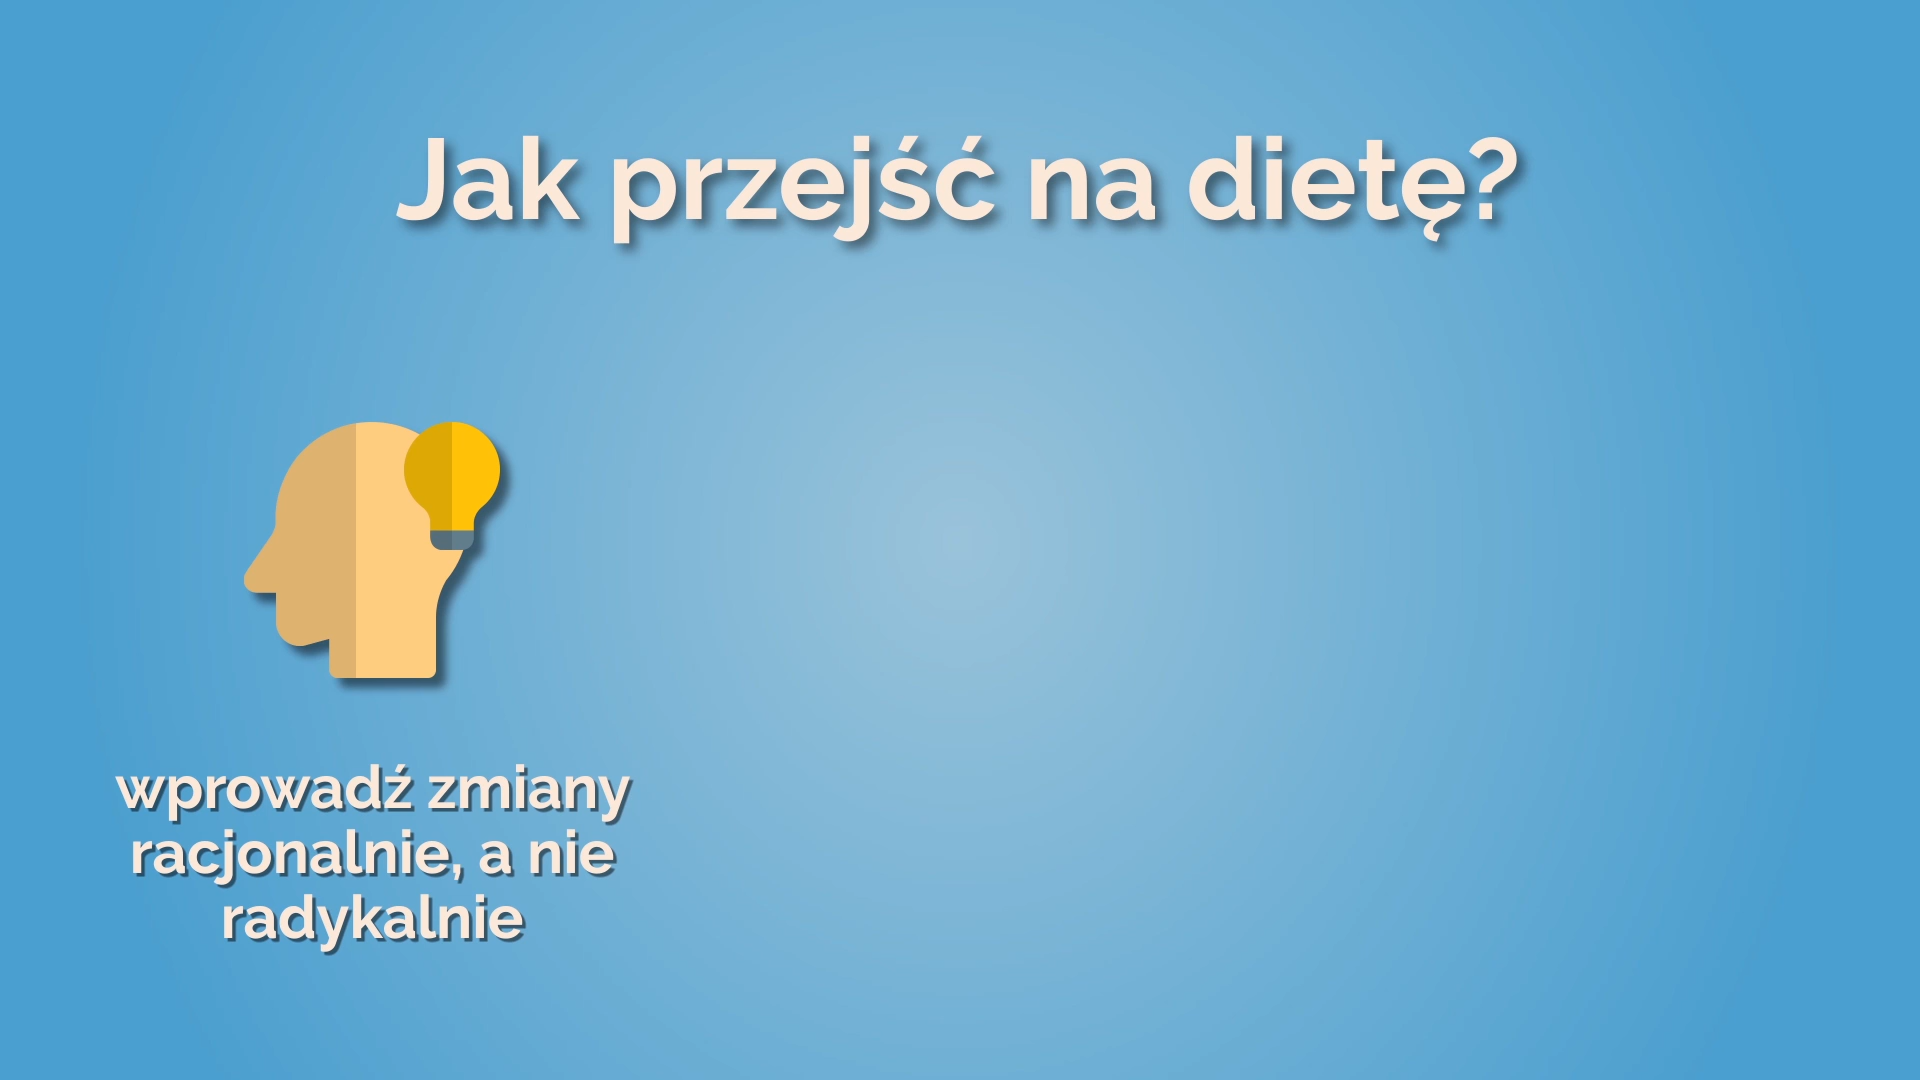 Jak przejść na dietę?
wprowadź zmiany
racjonalnie, a nie
radykalnie